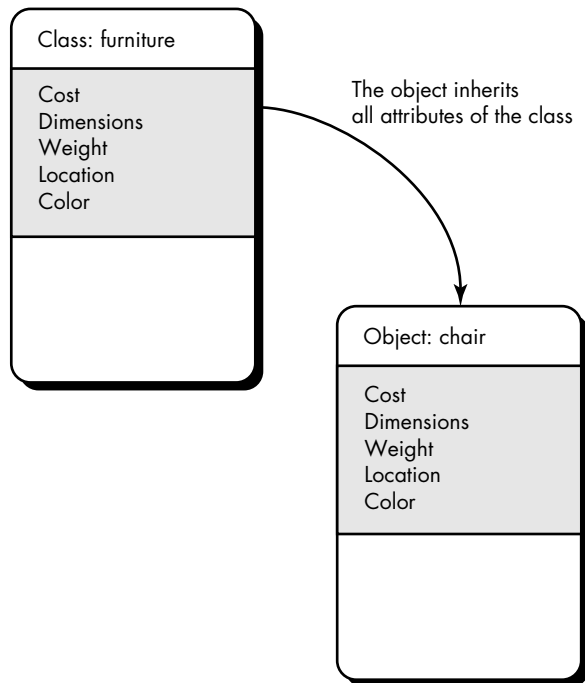 Class: furniture
Cost
Dimensions
Weight
Location
Color
The object inherits
all attributes of the class
Object: chair
Cost
Dimensions
Weight
Location
Color